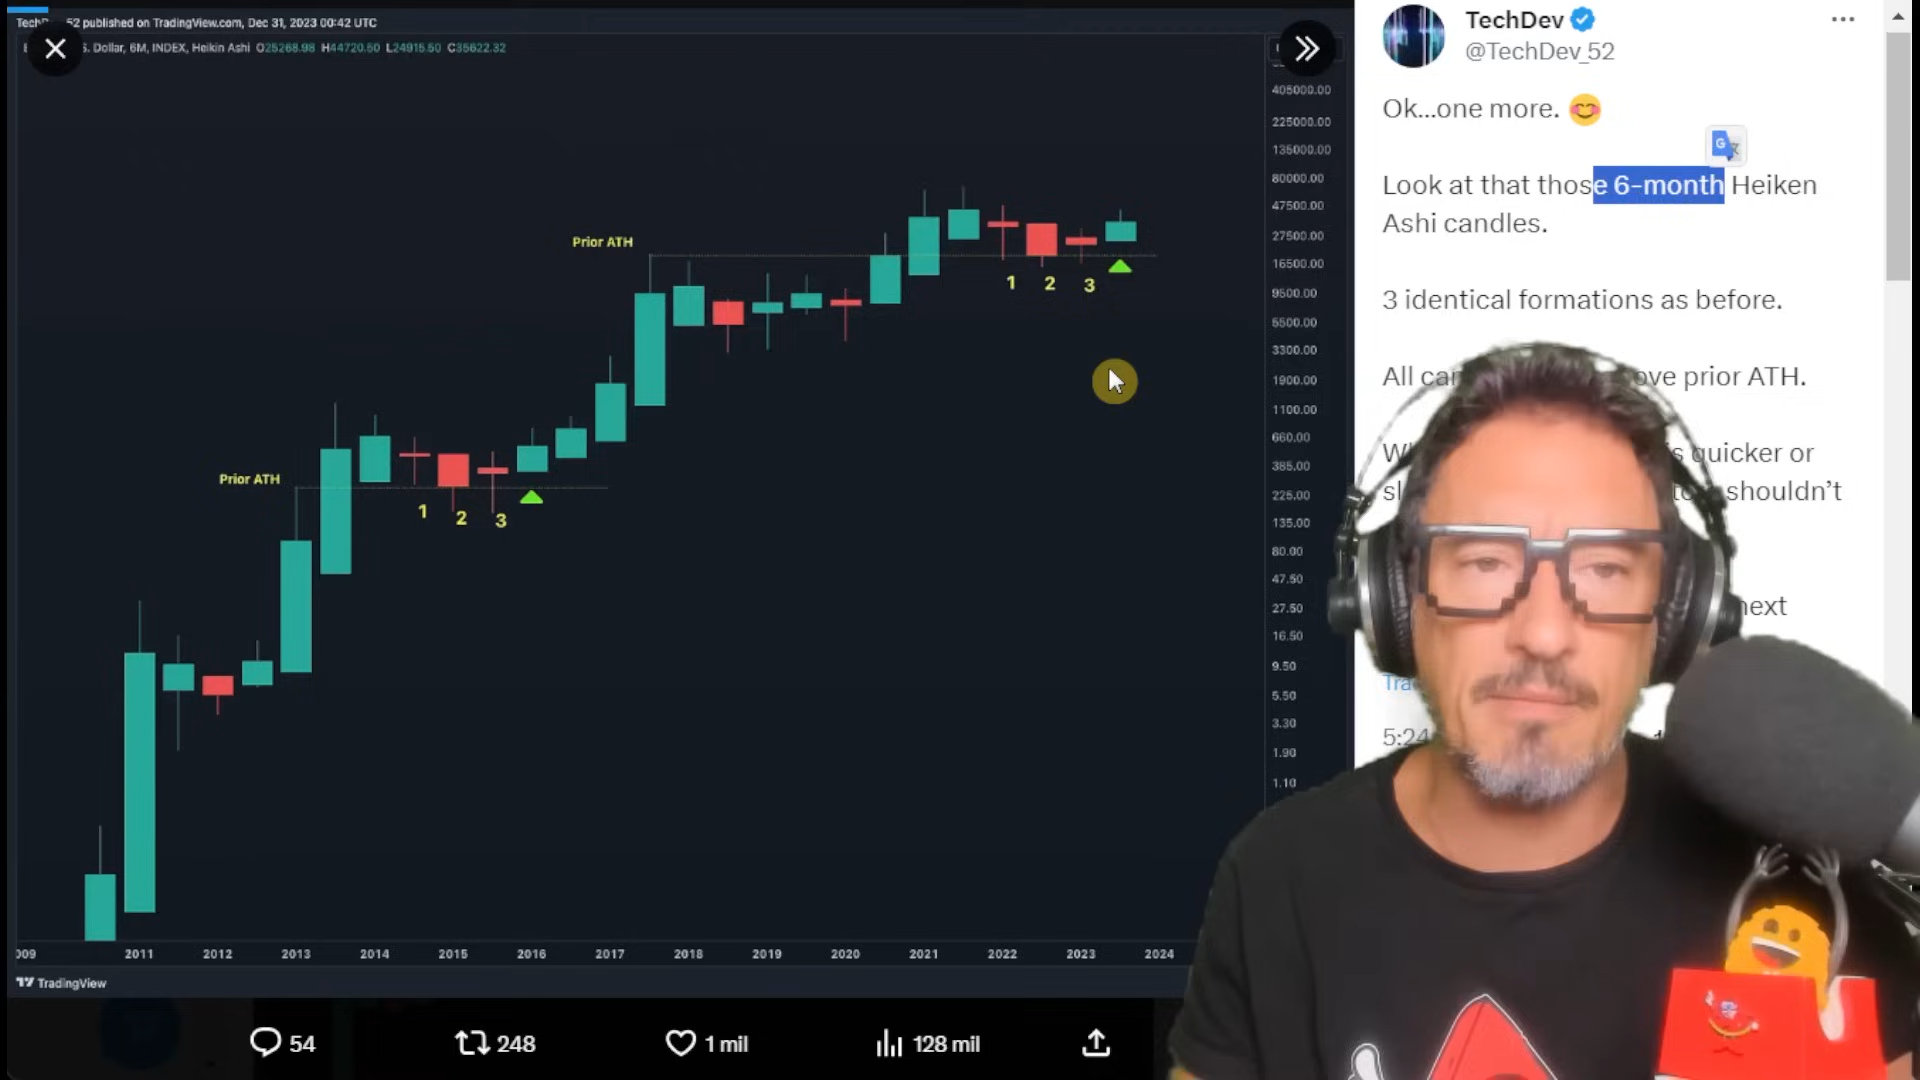 52 published on TradingView.com, Dec 31, 2023 00:42 UTC
Dollar, 6M, INDEX, Heikin Ashi O25268.98 H44720.50 L24915.50 C35622.32
405000.00
225000.00
135000.00
80000.00
47500.00
27500.00
16500.00
9500.00
5500.00
3300.00
1900.00
1100.00
660.00
385.00
225.00
135.00
80.00
47.50
27.50
16.50
9.50
5.50
3.30
1.90
1.10
Prior ATH
1 2 3
Prior ATH
1 2 3
2011 2012 2013 2014 2015 2016 2017 2018 2019 2020 2021 2022 2023 2024
TradingView
54 248 1 mil 128 mil
TechDev
@TechDev_52
Ok...one more. 😊
Look at that those 6-month Heiken
Ashi candles.
3 identical formations as before.
All prior ATH.
quicker or
shouldn't
next
5:24